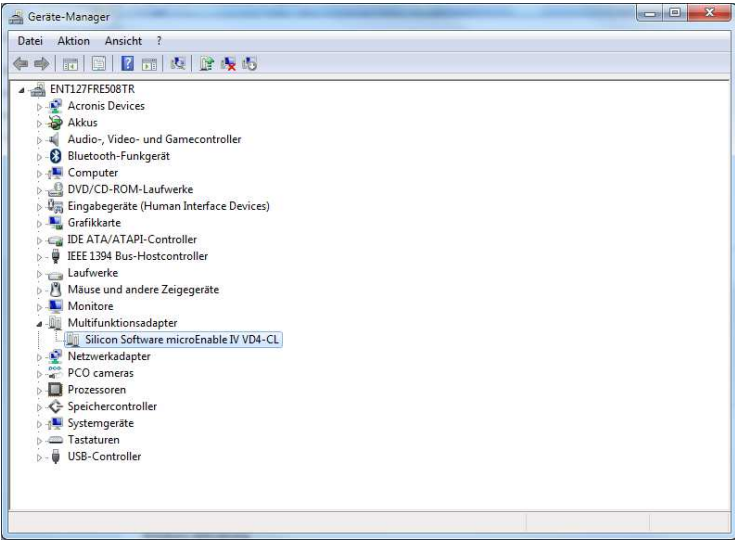 Geräte-Manager
Datei Aktion Ansicht ?
ENT127FRE508TR
Acronis Devices
Akkus
Audio-, Video- und Gamecontroller
Bluetooth-Funkgerät
Computer
DVD/CD-ROM-Laufwerke
Eingabegeräte (Human Interface Devices)
Grafikkarte
IDE ATA/ATAPI-Controller
IEEE 1394 Bus-Hostcontroller
Laufwerke
Mäuse und andere Zeigegeräte
Monitore
Multifunktionsadapter
Silicon Software microEnable IV VD4-CL
Netzwerkadapter
PCO cameras
Prozessoren
Speichercontroller
Systemgeräte
Tastaturen
USB-Controller